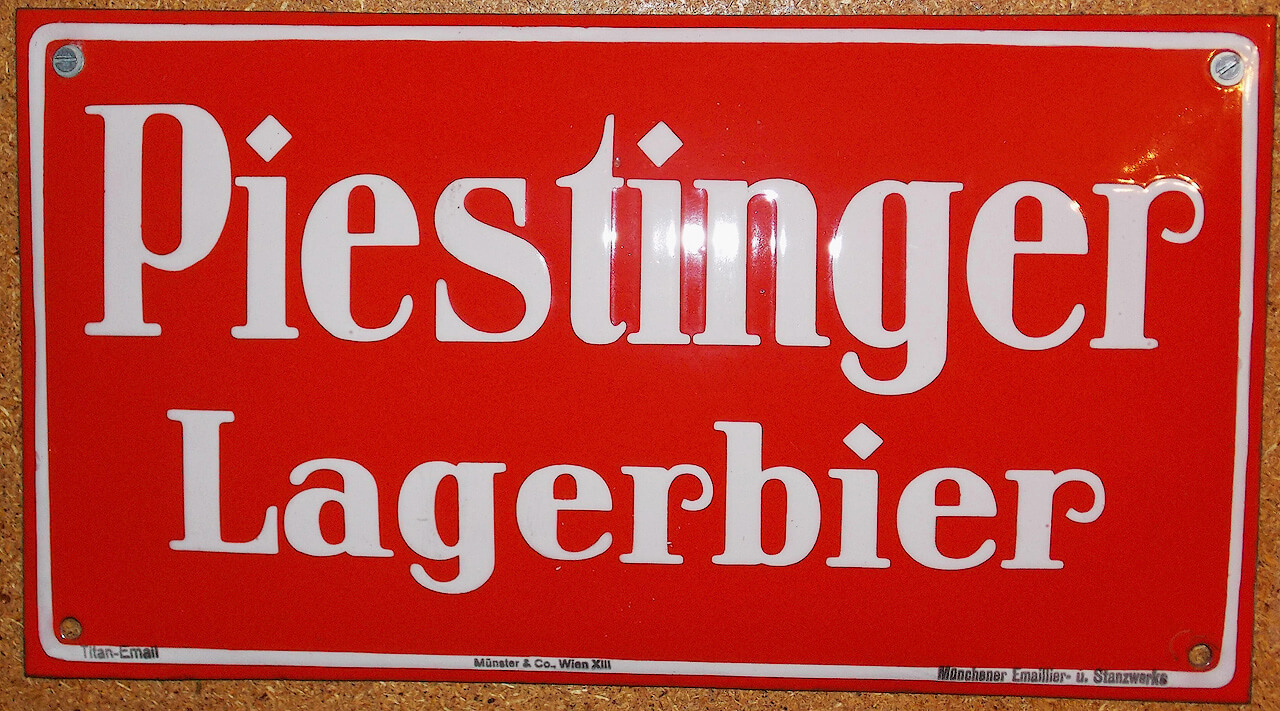 Piestinger
Lagerbier
Titan-Email
Münster & Co., Wien XIII
Münchener Emaillier- u. Stanzwerke